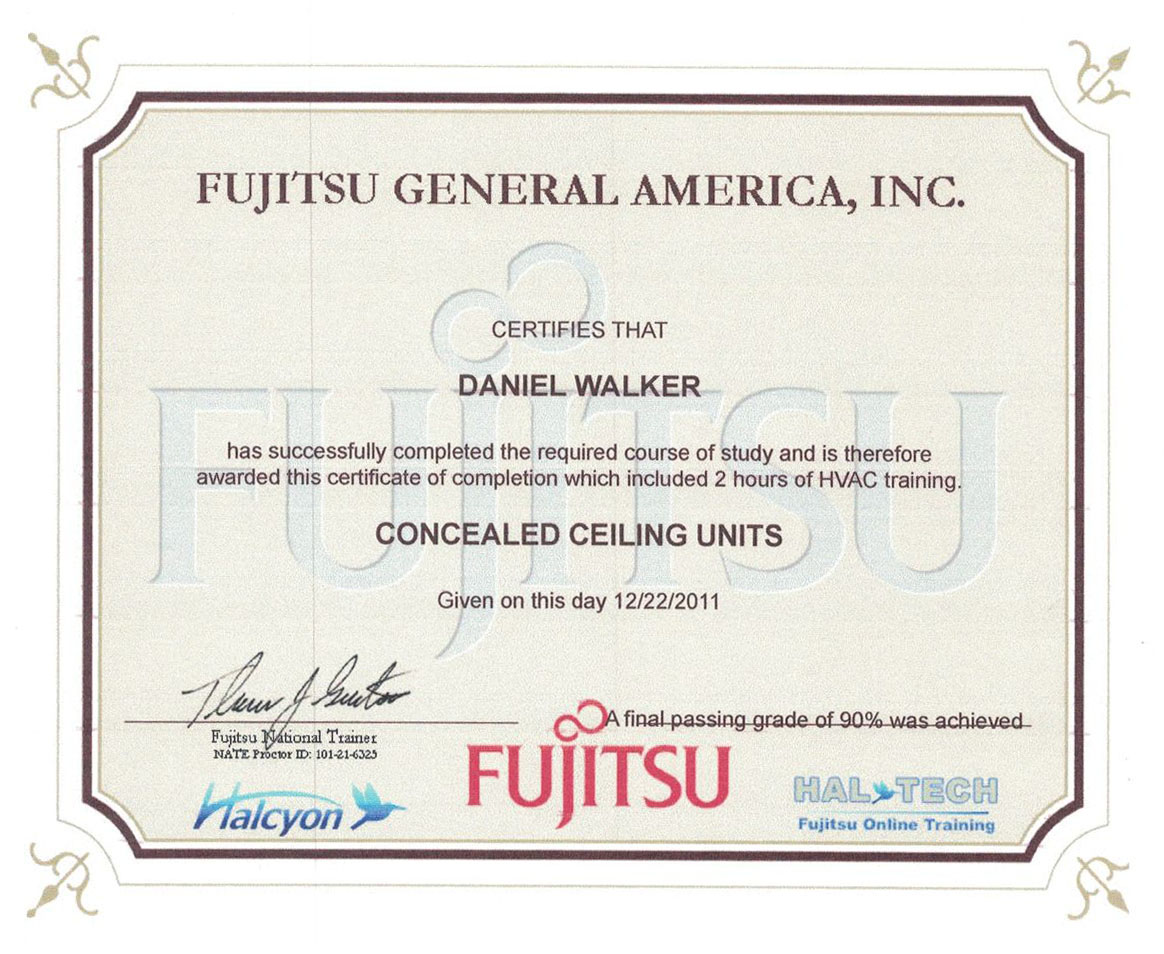 FUJITSU GENERAL AMERICA, INC.
FUJITSU
CERTIFIES THAT
DANIEL WALKER
has successfully completed the required course of study and is therefore
awarded this certificate of completion which included 2 hours of HVAC training.
CONCEALED CEILING UNITS
Given on this day 12/22/2011
A final passing grade of 90% was achieved
Fujitsu National Trainer
NATE Proctor ID: 101-21-6325
Halcyon
FUJITSU
HAL TECH
Fujitsu Online Training